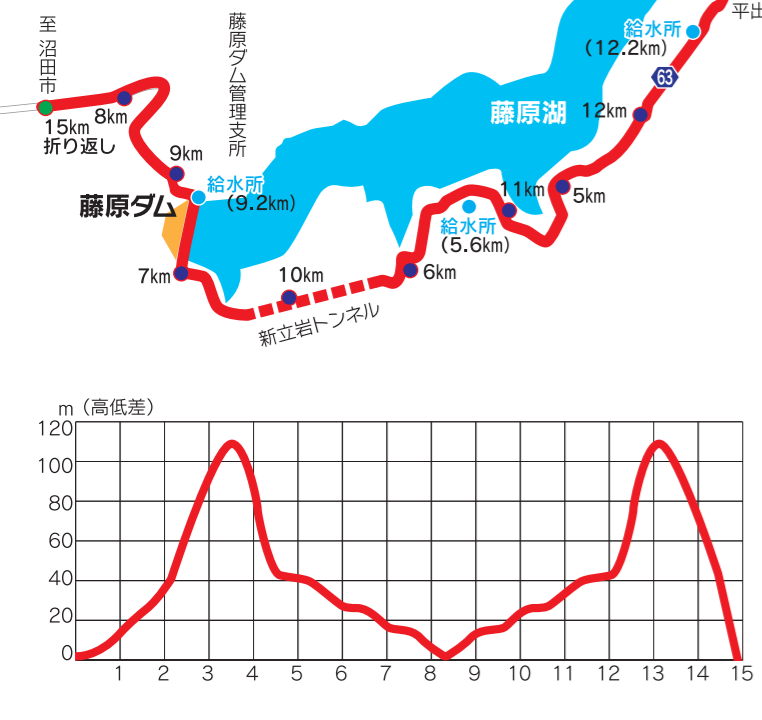 至 沼田市
藤原ダム管理支所
平出
給水所
(12.2km)
63
12km
藤原湖
8km
15km
折り返し
9km
給水所
(9.2km)
藤原ダム
11km
5km
給水所
(5.6km)
7km
10km
6km
新立岩トンネル
m（高低差）
120
100
80
60
40
20
0
1 2 3 4 5 6 7 8 9 10 11 12 13 14 15